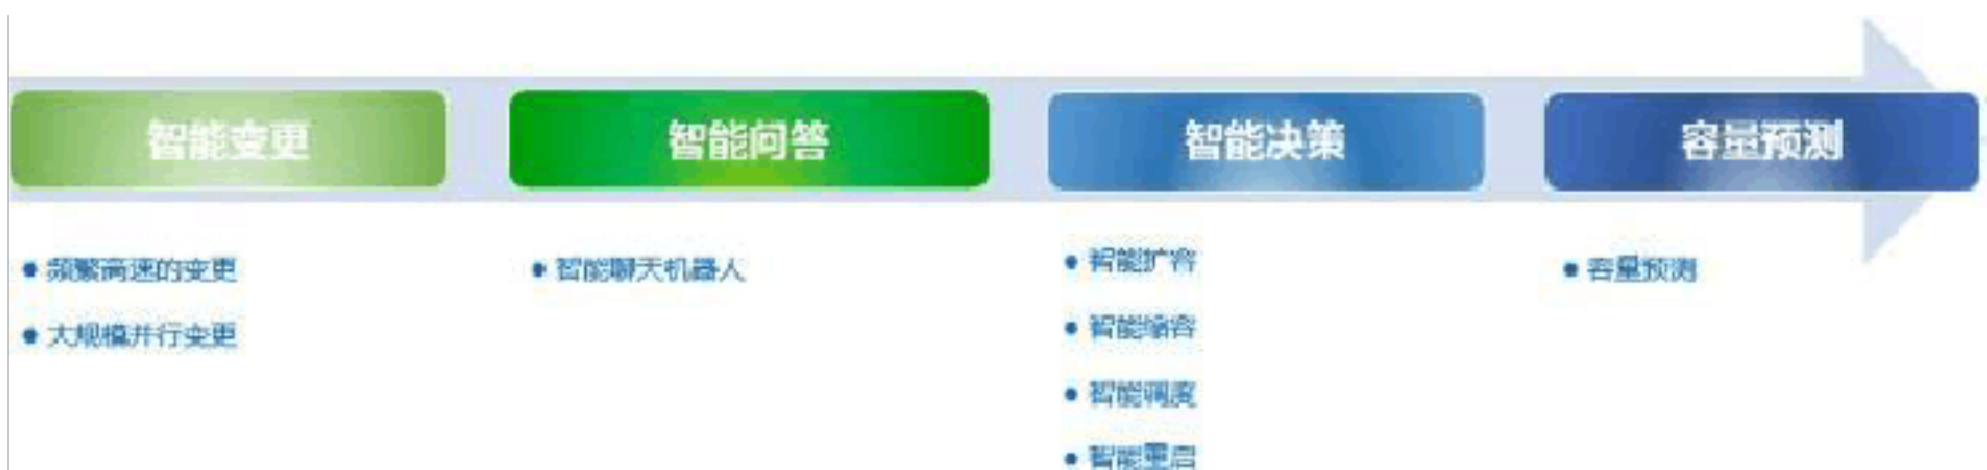 智能变更
智能问答
智能决策
容量预测
频繁高速的变更
大规模并行变更
智能聊天机器人
智能扩容
智能缩容
智能调度
智能重启
容量预测